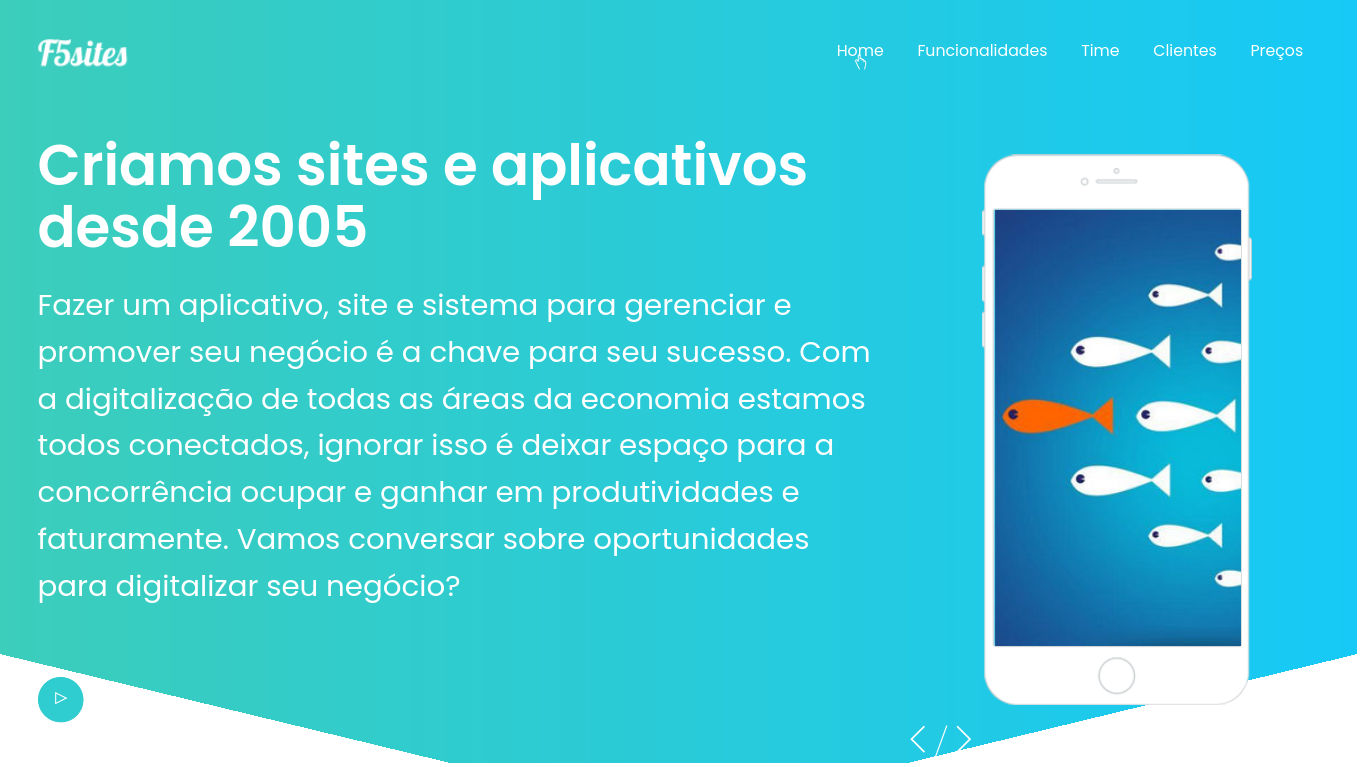 F5sites
Home Funcionalidades Time Clientes Preços
Criamos sites e aplicativos
desde 2005
Fazer um aplicativo, site e sistema para gerenciar e
promover seu negócio é a chave para seu sucesso. Com
a digitalização de todas as áreas da economia estamos
todos conectados, ignorar isso é deixar espaço para a
concorrência ocupar e ganhar em produtividades e
faturamente. Vamos conversar sobre oportunidades
para digitalizar seu negócio?